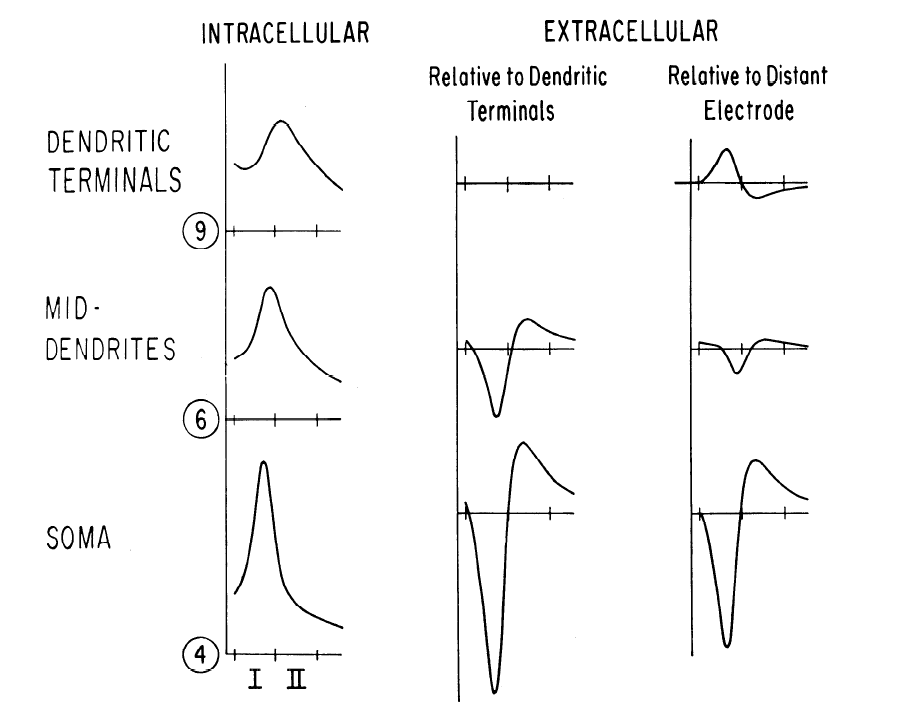 INTRACELLULAR
EXTRACELLULAR
Relative to Dendritic
Terminals
Relative to Distant
Electrode
DENDRITIC
TERMINALS
9
MID-
DENDRITES
6
SOMA
4
I II